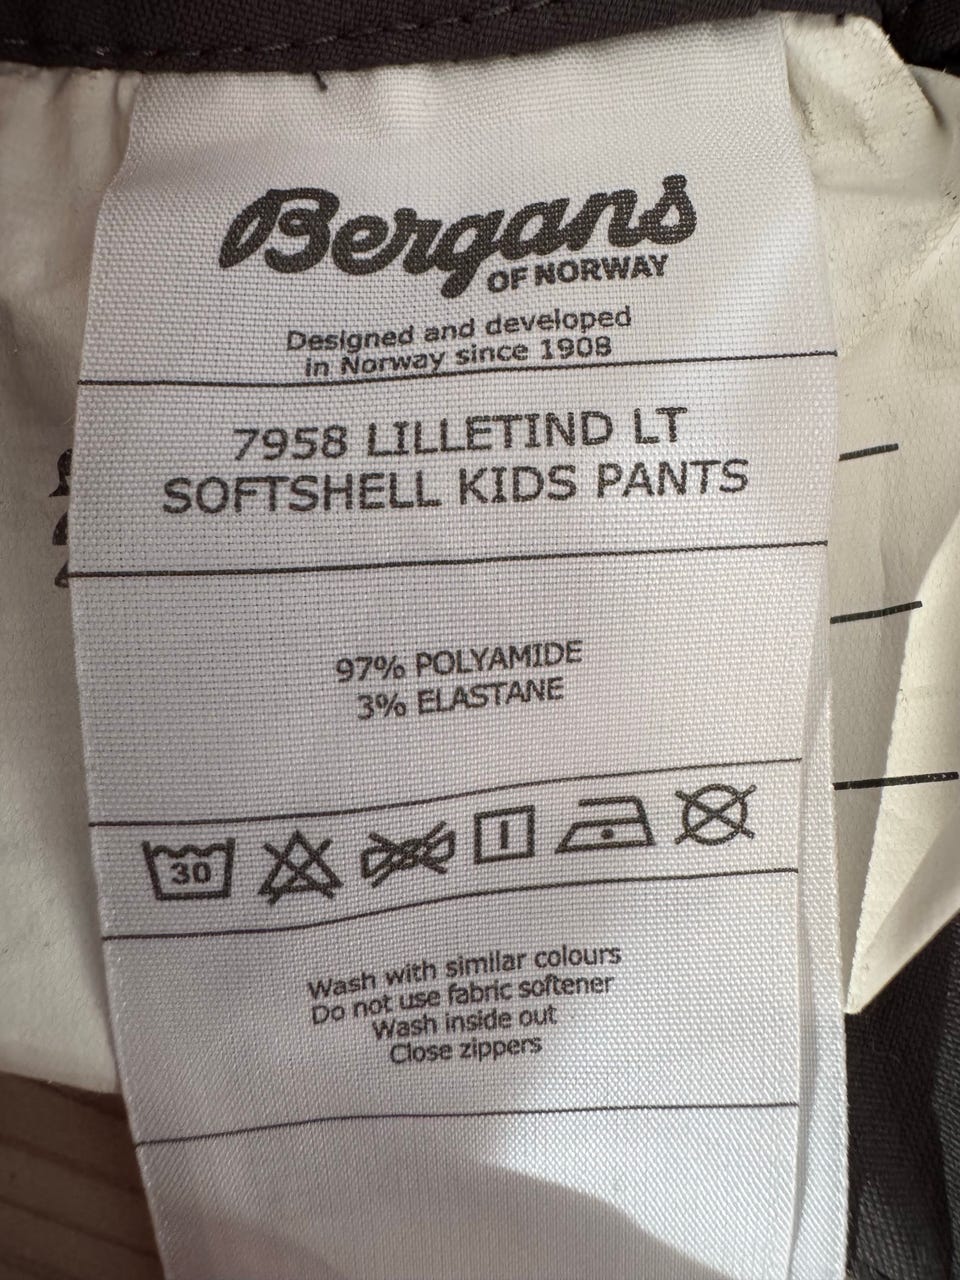 Bergans
OF NORWAY
Designed and developed
in Norway since 1908
7958 LILLETIND LT
SOFTSHELL KIDS PANTS
97% POLYAMIDE
3% ELASTANE
30
Wash with similar colours
Do not use fabric softener
Wash inside out
Close zippers